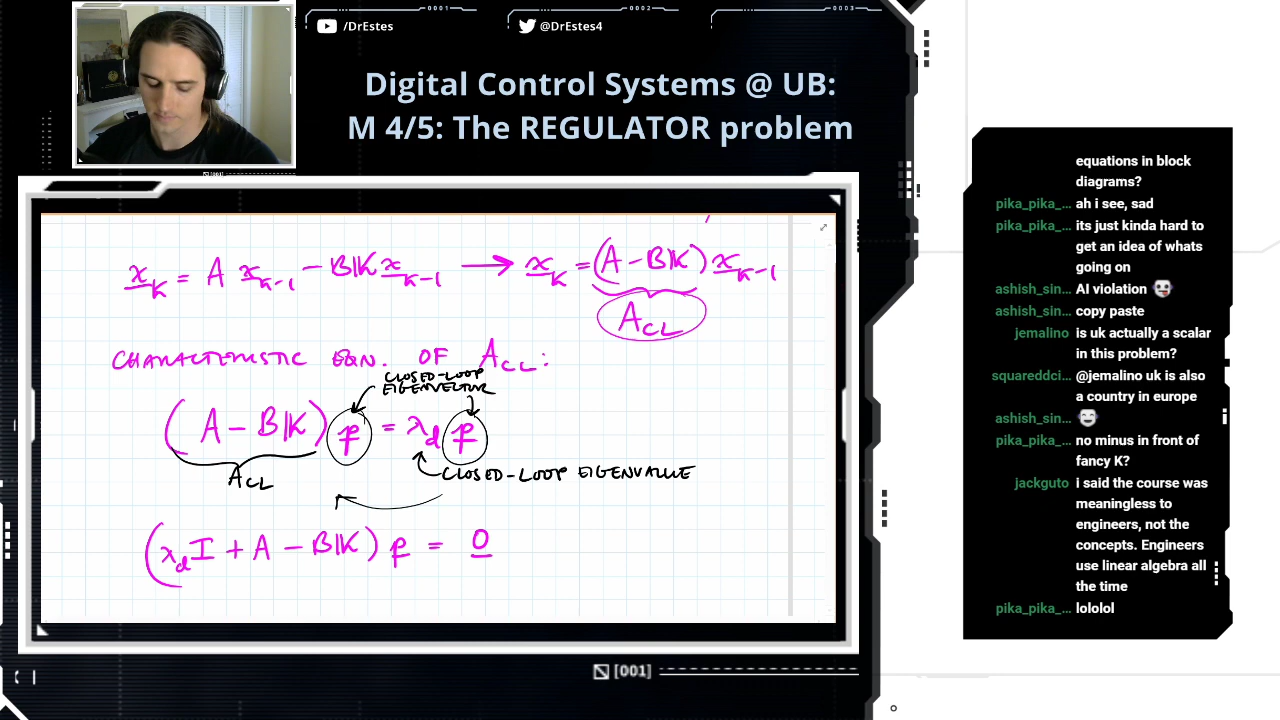 0001
0002
0003
/DrEstes
@DrEstes4
Digital Control Systems @ UB:
M 4/5: The REGULATOR problem
[001]
x_k = A x_k-1 - BK x_k-1 → x_k = (A - BK) x_k-1
A_CL
CHARACTERISTIC EQN. OF A_CL:
CLOSED-LOOP
EIGENVECTOR
(A - BK) p = λ_d p
A_CL
CLOSED-LOOP EIGENVALUE
(λ_d I + A - BK) p = 0
[001]
equations in block
diagrams?
pika_pika_... ah i see, sad
pika_pika_... its just kinda hard to
get an idea of whats
going on
ashish_sin... AI violation
ashish_sin... copy paste
jemalino is uk actually a scalar
in this problem?
squareddci... @jemalino uk is also
a country in europe
ashish_sin...
pika_pika_... no minus in front of
fancy K?
jackguto i said the course was
meaningless to
engineers, not the
concepts. Engineers
use linear algebra all
the time
pika_pika_... lololol